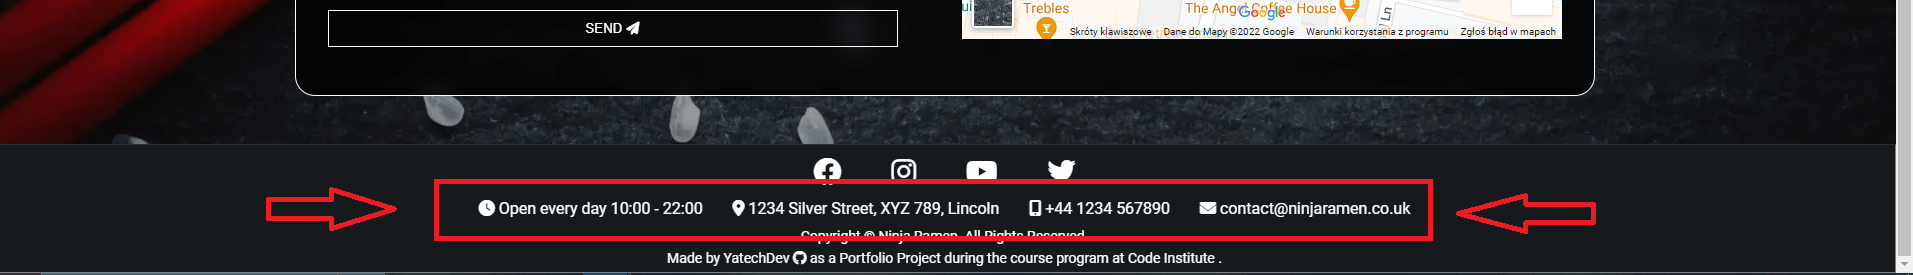 SEND
Trebles
The Angel Coffee House
Google
Ln
Skróty klawiszowe
Dane do Mapy ©2022 Google
Warunki korzystania z programu
Zgłoś błąd w mapach
Open every day 10:00 - 22:00
1234 Silver Street, XYZ 789, Lincoln
+44 1234 567890
contact@ninjaramen.co.uk
Copyright © Ninja Ramen. All Rights Reserved
Made by YatechDev as a Portfolio Project during the course program at Code Institute .